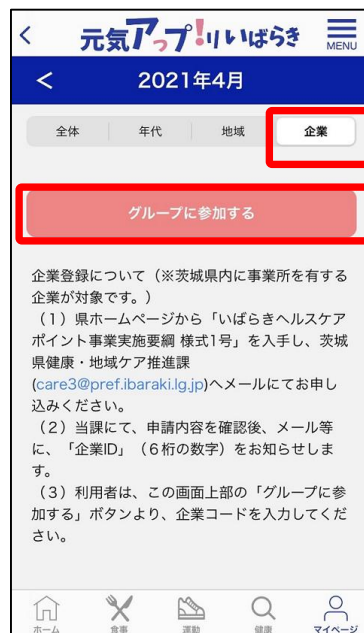 元気アっプ!りいばらき
MENU
2021年4月
全体 年代 地域 企業
グループに参加する
企業登録について（※茨城県内に事業所を有する
企業が対象です。）
（1）県ホームページから「いばらきヘルスケア
ポイント事業実施要綱 様式1号」を入手し、茨城
県健康・地域ケア推進課
(care3@pref.ibaraki.lg.jp)へメールにてお申し
込みください。
（2）当課にて、申請内容を確認後、メール等
に、「企業ID」（6桁の数字）をお知らせしま
す。
（3）利用者は、この画面上部の「グループに参
加する」ボタンより、企業コードを入力してくだ
さい。
ホーム 食事 運動 健康 マイページ